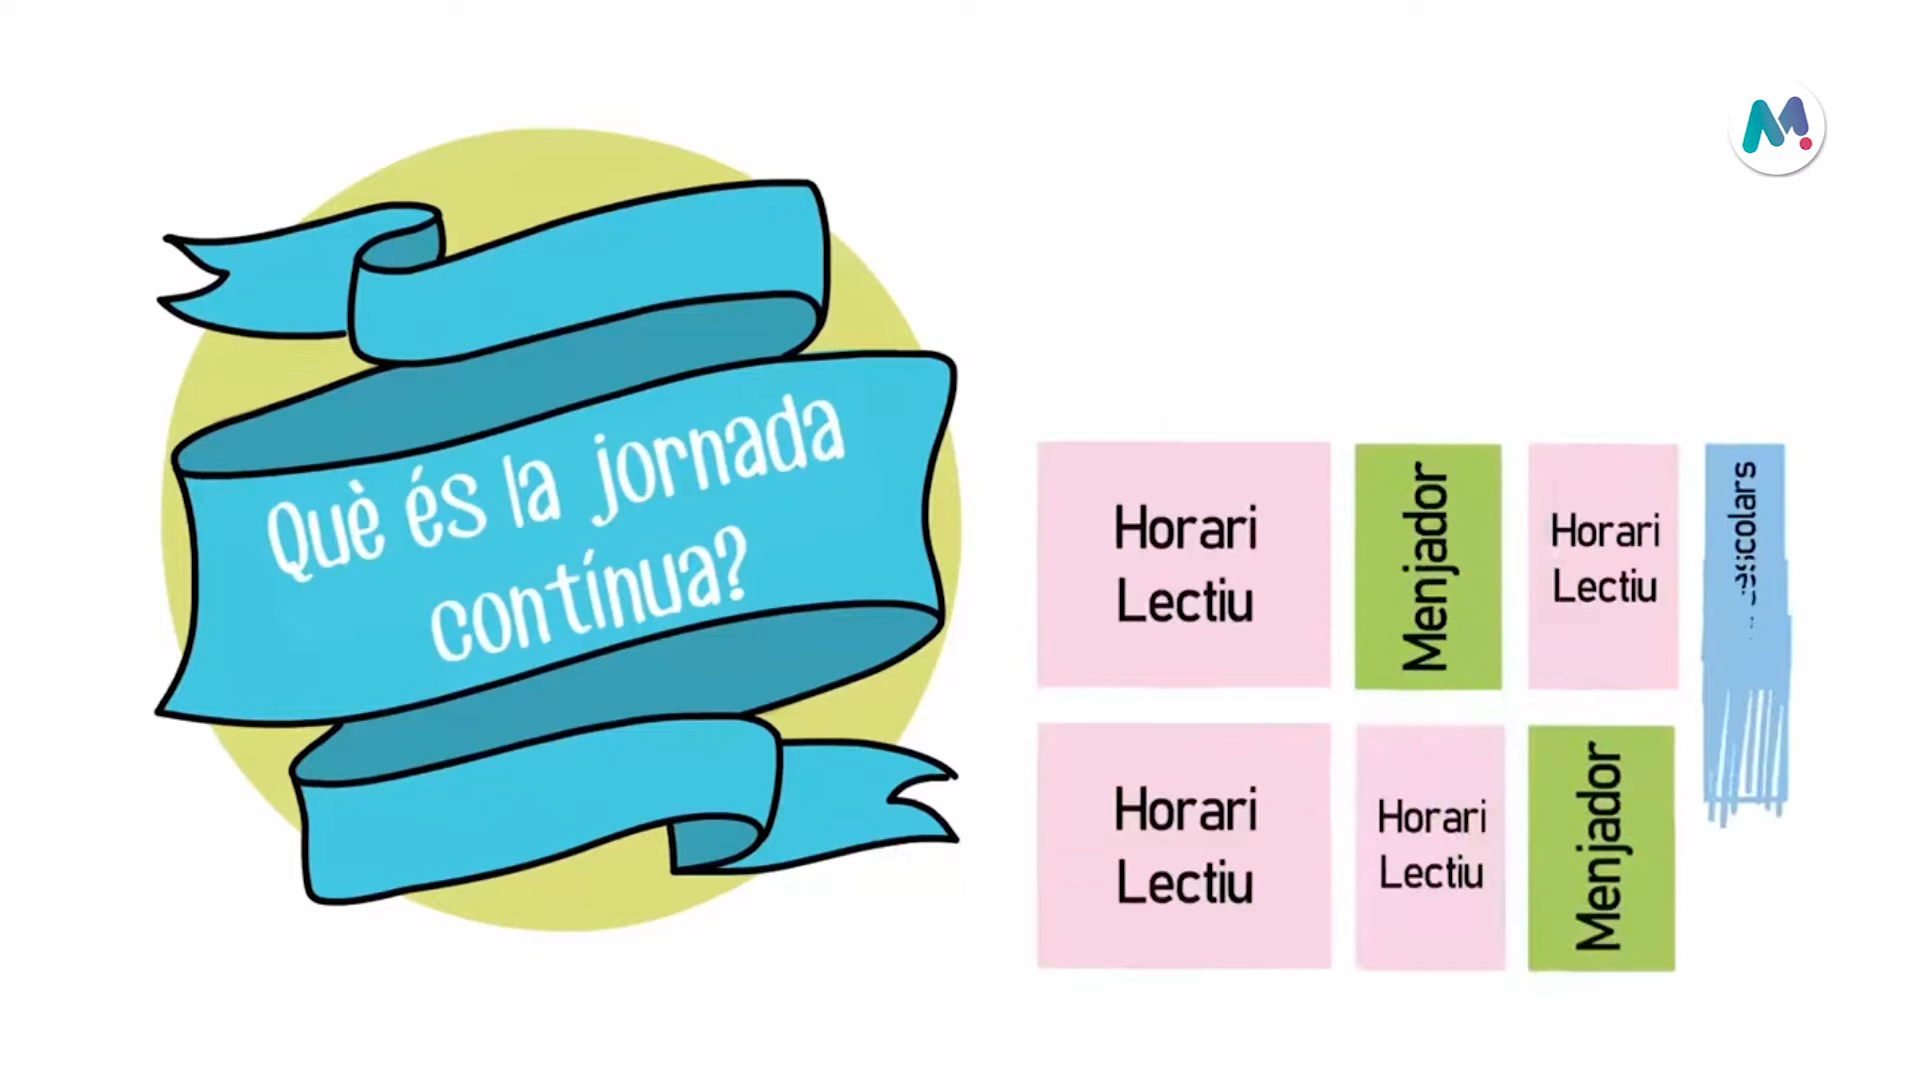 Què és la jornada
contínua?
Horari
Lectiu
Menjador
Horari
Lectiu
Horari
Lectiu
Horari
Lectiu
Menjador